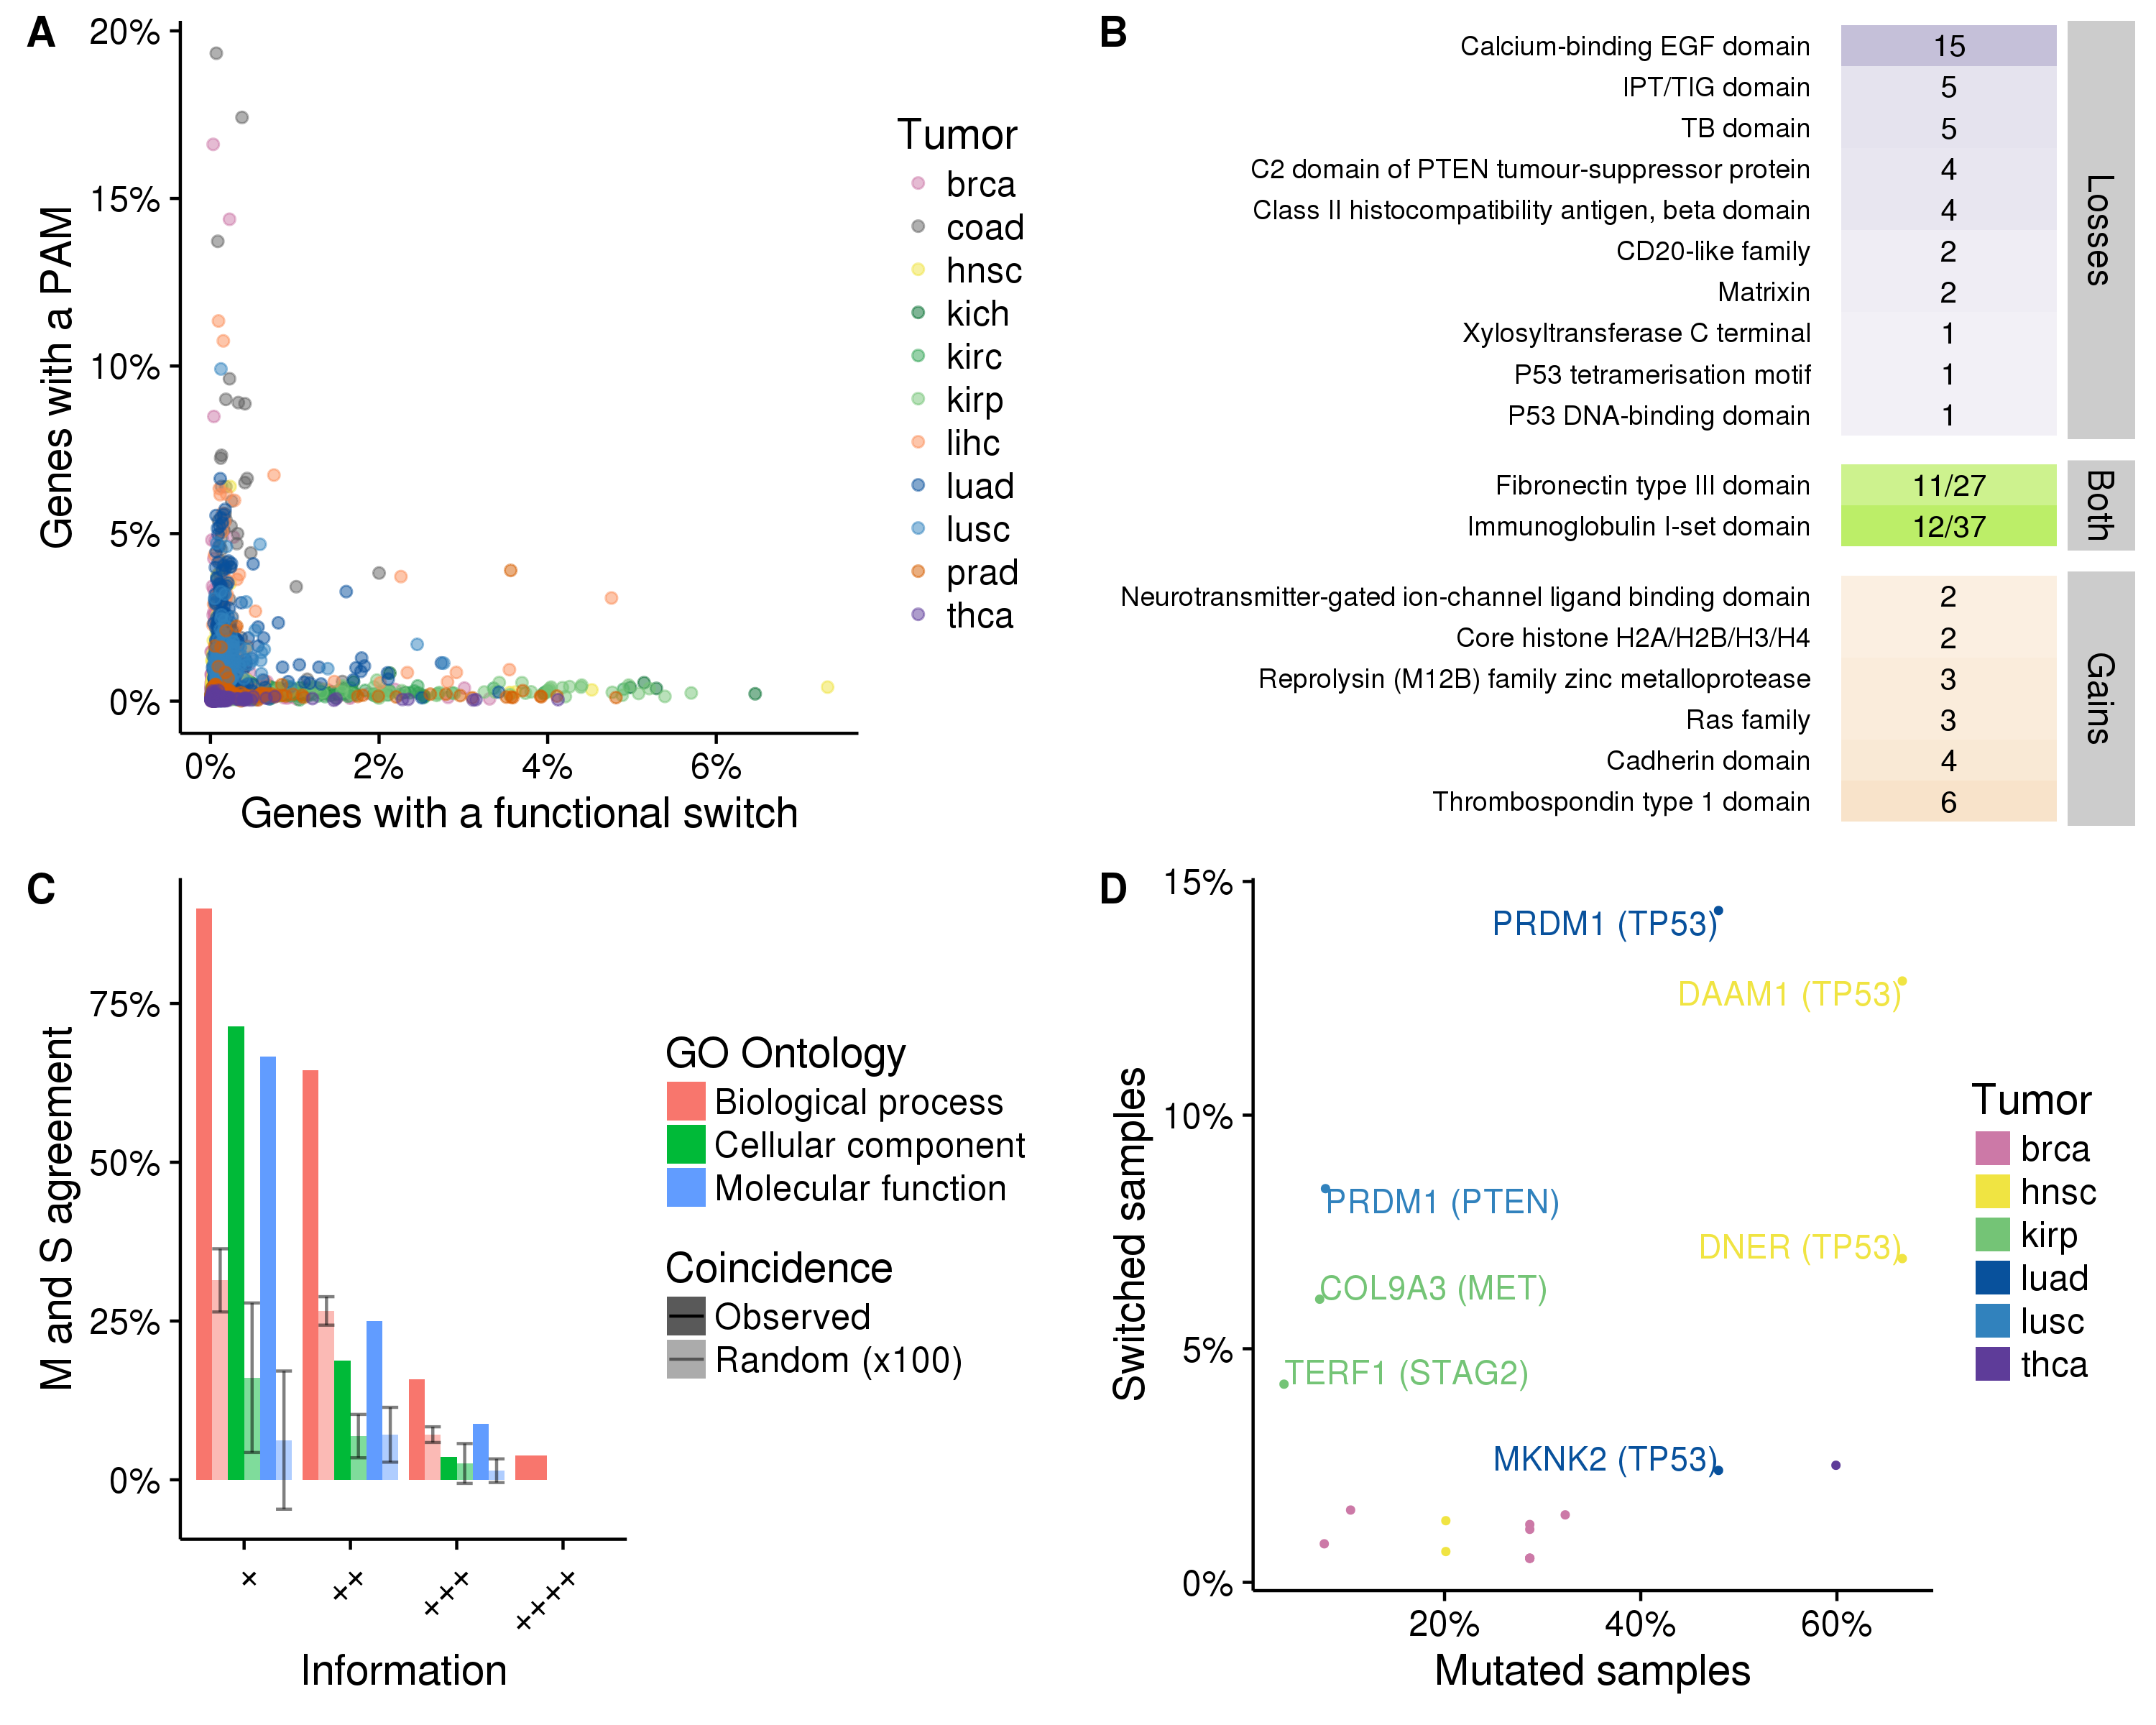 A
20%
15%
10%
5%
0%
Genes with a PAM
0%
2%
4%
6%
Genes with a functional switch
Tumor
brca
coad
hnsc
kich
kirc
kirp
lihc
luad
lusc
prad
thca
B
Calcium-binding EGF domain 15
IPT/TIG domain 5
TB domain 5
C2 domain of PTEN tumour-suppressor protein 4
Class II histocompatibility antigen, beta domain 4
CD20-like family 2
Matrixin 2
Xylosyltransferase C terminal 1
P53 tetramerisation motif 1
P53 DNA-binding domain 1
Losses
Fibronectin type III domain 11/27
Immunoglobulin I-set domain 12/37
Both
Neurotransmitter-gated ion-channel ligand binding domain 2
Core histone H2A/H2B/H3/H4 2
Reprolysin (M12B) family zinc metalloprotease 3
Ras family 3
Cadherin domain 4
Thrombospondin type 1 domain 6
Gains
C
75%
50%
25%
0%
M and S agreement
+
++
+++
++++
Information
GO Ontology
Biological process
Cellular component
Molecular function
Coincidence
Observed
Random (x100)
D
15%
10%
5%
0%
Switched samples
PRDM1 (TP53)
DAAM1 (TP53)
PRDM1 (PTEN)
DNER (TP53)
COL9A3 (MET)
TERF1 (STAG2)
MKNK2 (TP53)
20%
40%
60%
Mutated samples
Tumor
brca
hnsc
kirp
luad
lusc
thca